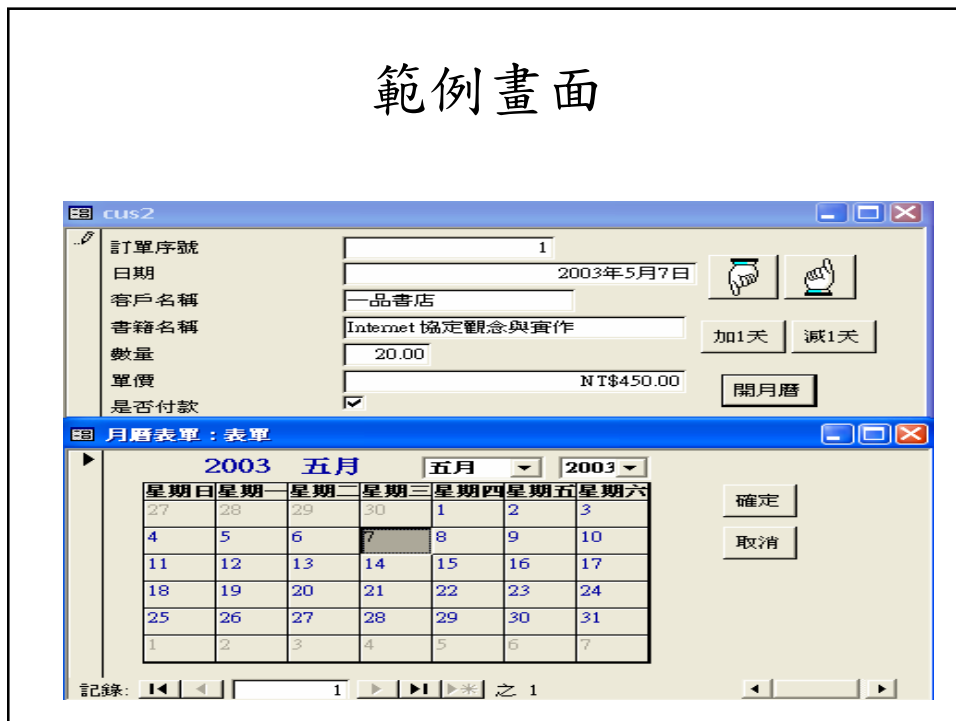 範例畫面
cus2
訂單序號 1
日期 2003年5月7日
客戶名稱 一品書店
書籍名稱 Internet 協定觀念與實作
加1天 減1天
數量 20.00
單價 NT$450.00
開月曆
是否付款
月曆表單：表單
2003 五月 五月 2003
星期日 星期一 星期二 星期三 星期四 星期五 星期六
27 28 29 30 1 2 3
確定
4 5 6 7 8 9 10
取消
11 12 13 14 15 16 17
18 19 20 21 22 23 24
25 26 27 28 29 30 31
1 2 3 4 5 6 7
記錄: 1 之 1